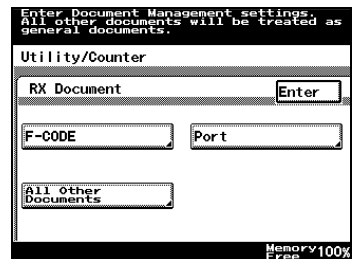 Enter Document Management settings.
All other documents will be treated as
general documents.
Utility/Counter
RX Document
Enter
F-CODE
Port
All Other
Documents
Memory 100%
Free